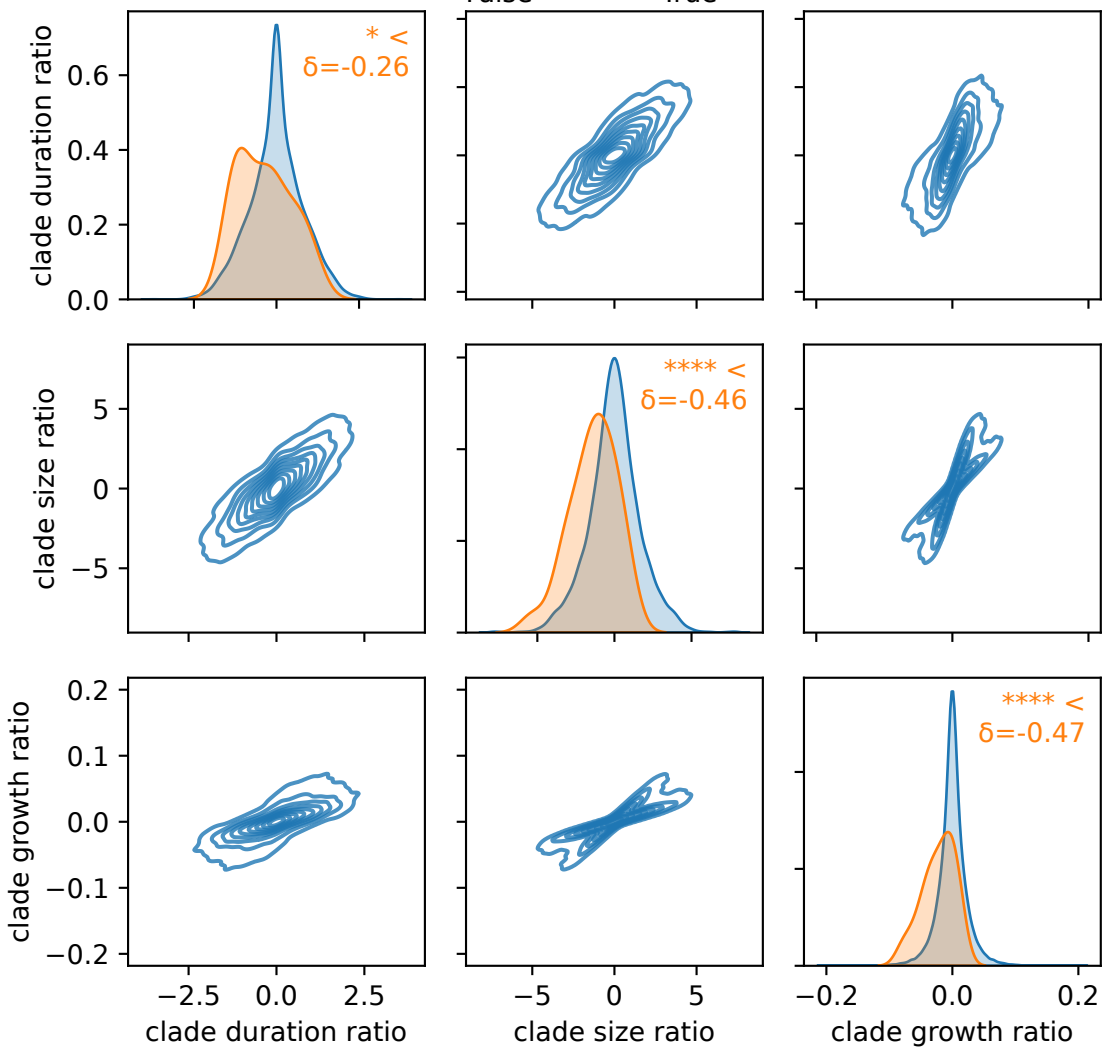 clade duration ratio
0.6
0.4
0.2
0.0
* <
δ=-0.26
clade size ratio
5
0
−5
**** <
δ=-0.46
clade growth ratio
0.2
0.1
0.0
−0.1
−0.2
**** <
δ=-0.47
−2.5 0.0 2.5
−5 0 5
−0.2 0.0 0.2
clade duration ratio
clade size ratio
clade growth ratio